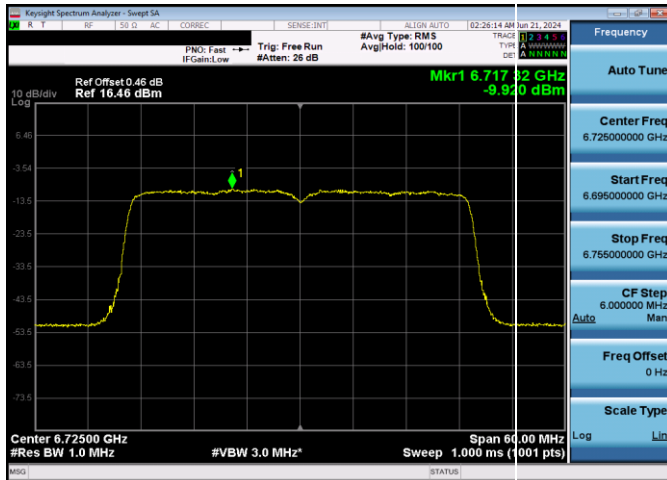 Keysight Spectrum Analyzer - Swept SA
R T RF 50 Ω AC CORREC SENSE:INT ALIGN AUTO 02:26:14 AM Jun 21, 2024
PNO: Fast
IFGain:Low
Trig: Free Run
#Atten: 26 dB
#Avg Type: RMS
Avg|Hold: 100/100
TRACE 1 2 3 4 5 6
TYPE A WWWWW
DET A NNNNN
Mkr1 6.717 32 GHz
-9.920 dBm
Ref Offset 0.46 dB
10 dB/div Ref 16.46 dBm
Log
6.46
-3.54
-13.5
-23.5
-33.5
-43.5
-53.5
-63.5
-73.5
1
Center 6.72500 GHz Span 60.00 MHz
#Res BW 1.0 MHz #VBW 3.0 MHz* Sweep 1.000 ms (1001 pts)
MSG STATUS
Frequency
Auto Tune
Center Freq
6.725000000 GHz
Start Freq
6.695000000 GHz
Stop Freq
6.755000000 GHz
CF Step
6.000000 MHz
Auto Man
Freq Offset
0 Hz
Scale Type
Log Lin